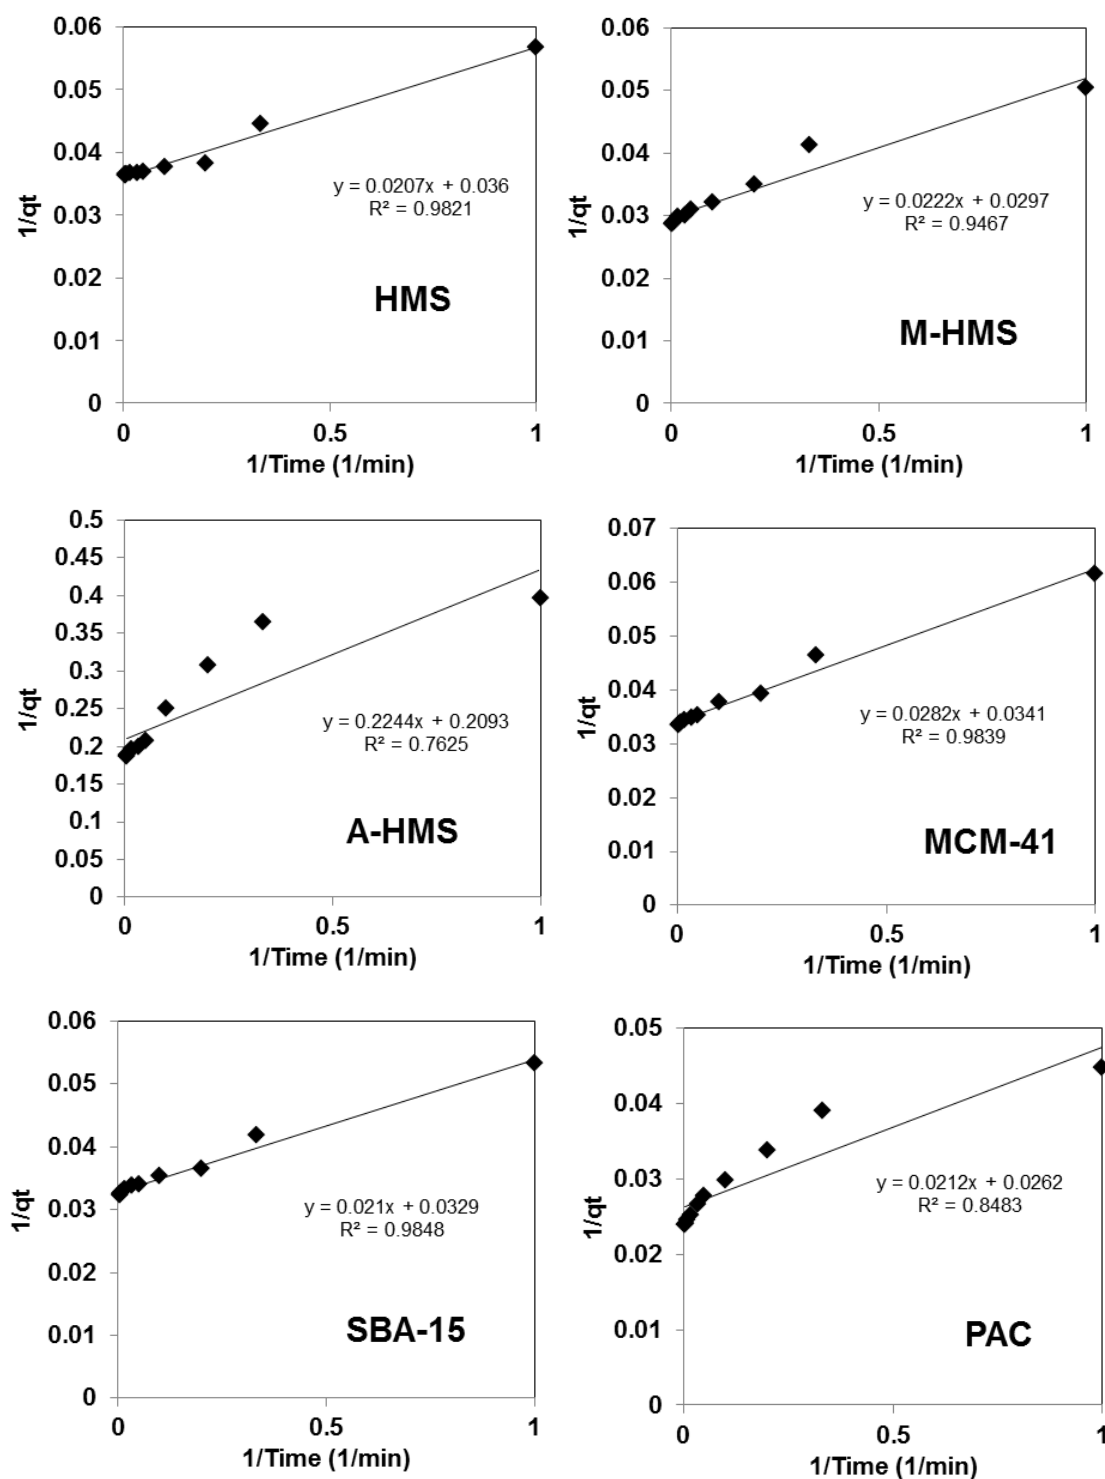 0.06
0.05
0.04
0.03
0.02
0.01
0
1/qt
y = 0.0207x + 0.036
R² = 0.9821
HMS
0
0.5
1
1/Time (1/min)
0.06
0.05
0.04
0.03
0.02
0.01
0
1/qt
y = 0.0222x + 0.0297
R² = 0.9467
M-HMS
0
0.5
1
1/Time (1/min)
0.5
0.45
0.4
0.35
0.3
0.25
0.2
0.15
0.1
0.05
0
1/qt
y = 0.2244x + 0.2093
R² = 0.7625
A-HMS
0
0.5
1
1/Time (1/min)
0.07
0.06
0.05
0.04
0.03
0.02
0.01
0
1/qt
y = 0.0282x + 0.0341
R² = 0.9839
MCM-41
0
0.5
1
1/Time (1/min)
0.06
0.05
0.04
0.03
0.02
0.01
0
1/qt
y = 0.021x + 0.0329
R² = 0.9848
SBA-15
0
0.5
1
1/Time (1/min)
0.05
0.04
0.03
0.02
0.01
0
1/qt
y = 0.0212x + 0.0262
R² = 0.8483
PAC
0
0.5
1
1/Time (1/min)